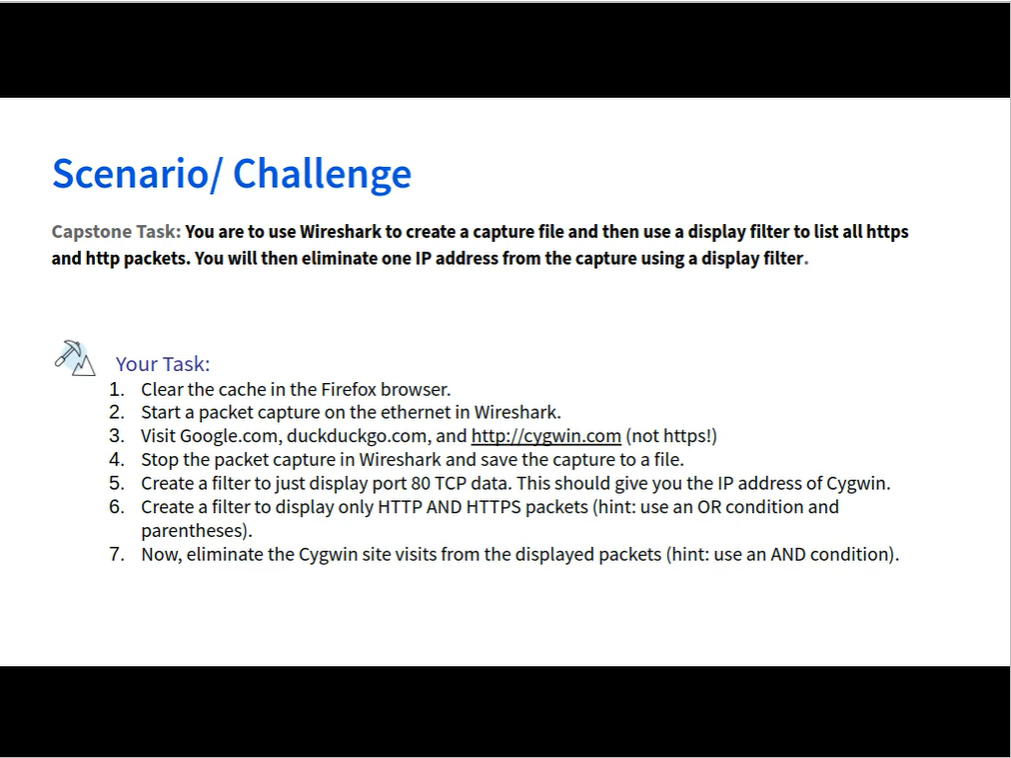 Scenario/ Challenge
Capstone Task: You are to use Wireshark to create a capture file and then use a display filter to list all https
and http packets. You will then eliminate one IP address from the capture using a display filter.
Your Task:
1. Clear the cache in the Firefox browser.
2. Start a packet capture on the ethernet in Wireshark.
3. Visit Google.com, duckduckgo.com, and http://cygwin.com (not https!)
4. Stop the packet capture in Wireshark and save the capture to a file.
5. Create a filter to just display port 80 TCP data. This should give you the IP address of Cygwin.
6. Create a filter to display only HTTP AND HTTPS packets (hint: use an OR condition and
parentheses).
7. Now, eliminate the Cygwin site visits from the displayed packets (hint: use an AND condition).